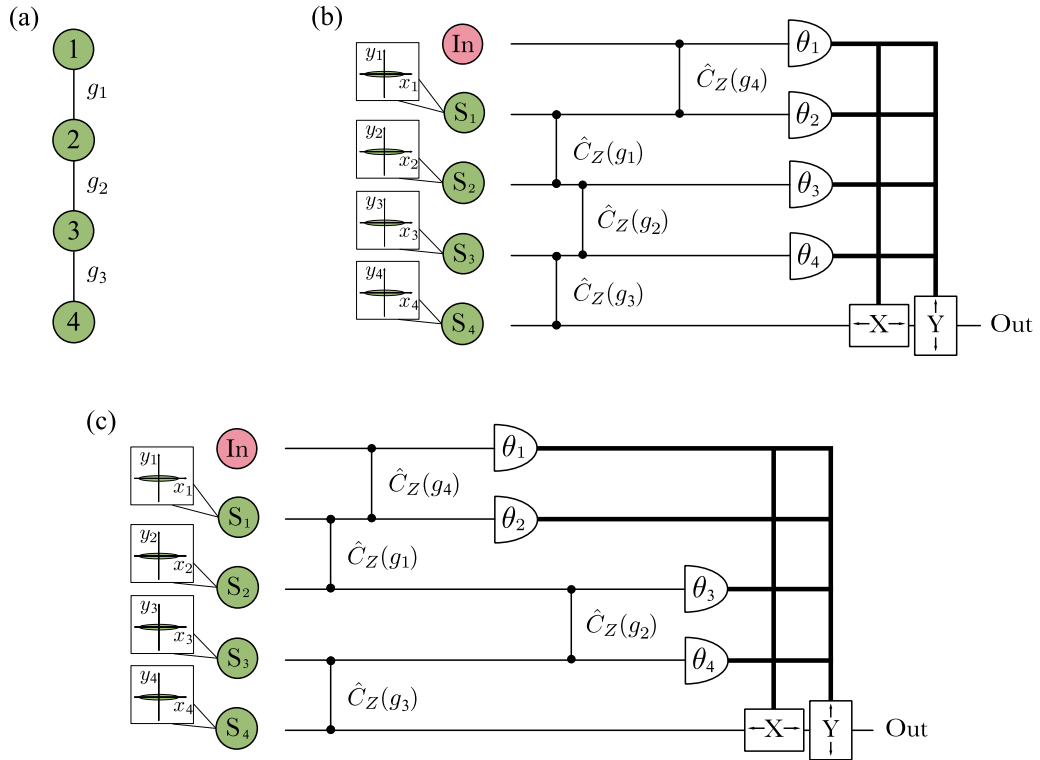 (a)
1
g₁
2
g₂
3
g₃
4
(b)
In
θ₁
y₁
x₁
Ĉ_Z(g₄)
S₁
θ₂
y₂
x₂
Ĉ_Z(g₁)
S₂
θ₃
y₃
x₃
Ĉ_Z(g₂)
S₃
θ₄
y₄
x₄
Ĉ_Z(g₃)
S₄
X
Y
Out
(c)
In
θ₁
y₁
x₁
Ĉ_Z(g₄)
S₁
θ₂
y₂
x₂
Ĉ_Z(g₁)
S₂
θ₃
y₃
x₃
Ĉ_Z(g₂)
S₃
θ₄
y₄
x₄
Ĉ_Z(g₃)
S₄
X
Y
Out